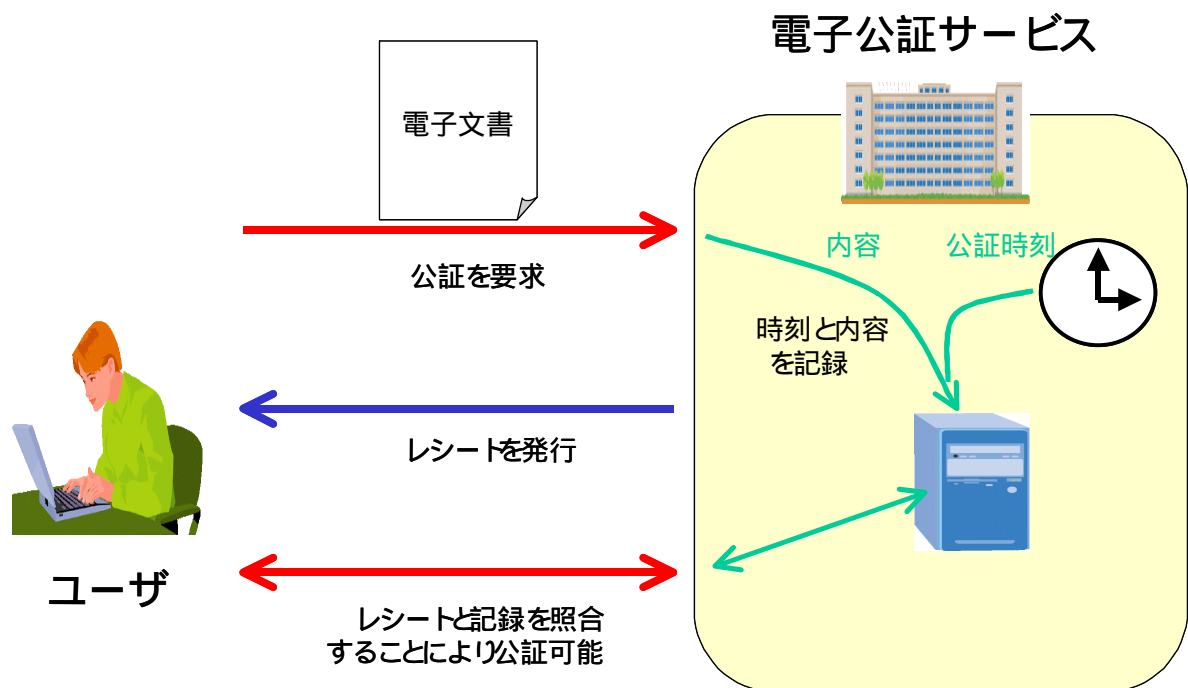 電子公証サービス
電子文書
公証を要求
内容
公証時刻
時刻と内容
を記録
レシートを発行
ユーザ
レシートと記録を照合
することにより公証可能